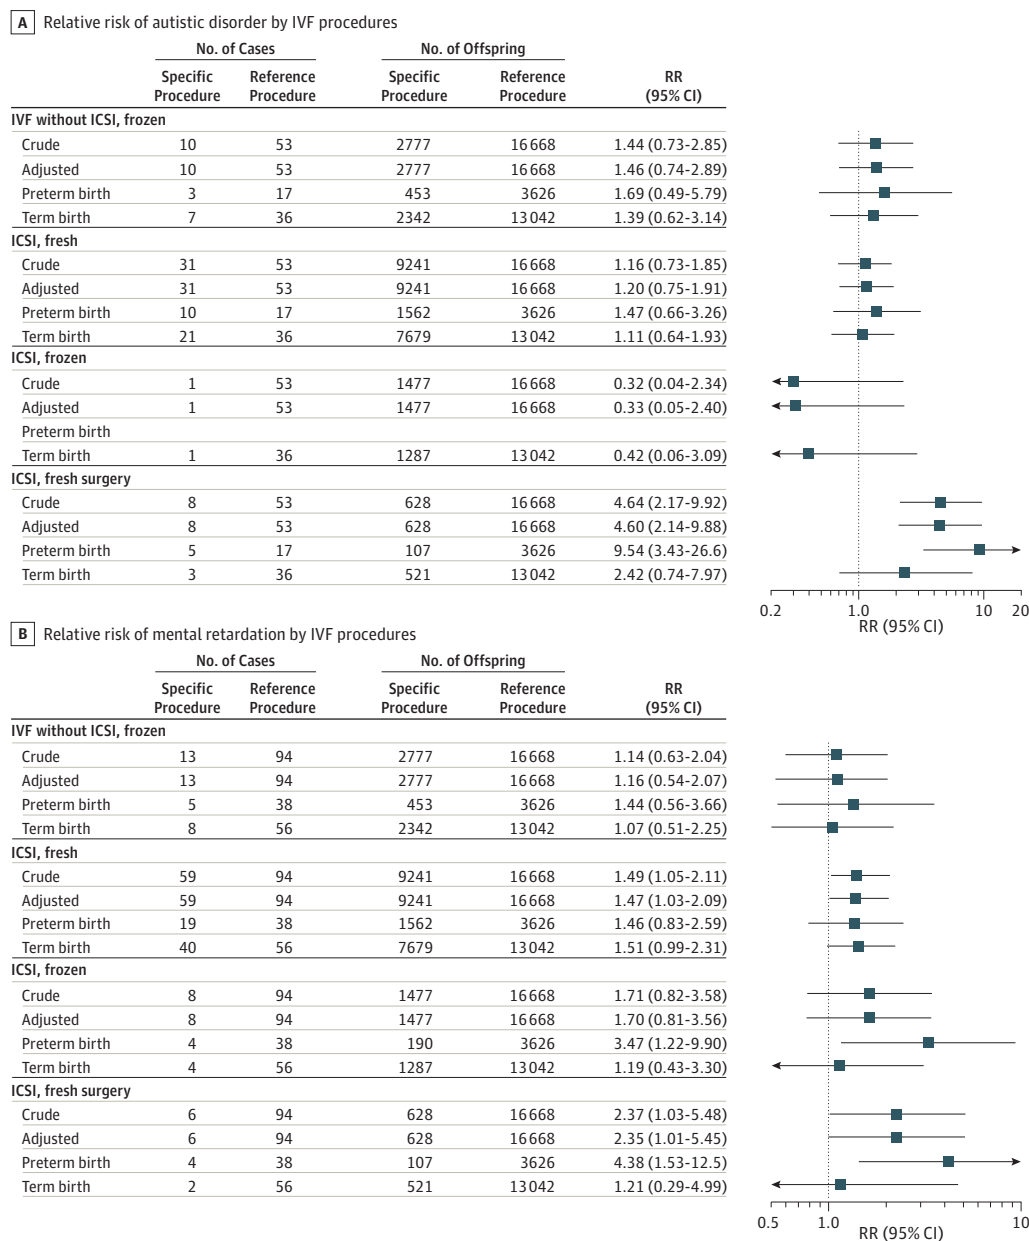 A Relative risk of autistic disorder by IVF procedures
No. of Cases No. of Offspring
Specific Procedure Reference Procedure Specific Procedure Reference Procedure RR (95% CI)
IVF without ICSI, frozen
Crude 10 53 2777 16668 1.44 (0.73-2.85)
Adjusted 10 53 2777 16668 1.46 (0.74-2.89)
Preterm birth 3 17 453 3626 1.69 (0.49-5.79)
Term birth 7 36 2342 13042 1.39 (0.62-3.14)
ICSI, fresh
Crude 31 53 9241 16668 1.16 (0.73-1.85)
Adjusted 31 53 9241 16668 1.20 (0.75-1.91)
Preterm birth 10 17 1562 3626 1.47 (0.66-3.26)
Term birth 21 36 7679 13042 1.11 (0.64-1.93)
ICSI, frozen
Crude 1 53 1477 16668 0.32 (0.04-2.34)
Adjusted 1 53 1477 16668 0.33 (0.05-2.40)
Preterm birth
Term birth 1 36 1287 13042 0.42 (0.06-3.09)
ICSI, fresh surgery
Crude 8 53 628 16668 4.64 (2.17-9.92)
Adjusted 8 53 628 16668 4.60 (2.14-9.88)
Preterm birth 5 17 107 3626 9.54 (3.43-26.6)
Term birth 3 36 521 13042 2.42 (0.74-7.97)
0.2 1.0 10 20
RR (95% CI)
B Relative risk of mental retardation by IVF procedures
No. of Cases No. of Offspring
Specific Procedure Reference Procedure Specific Procedure Reference Procedure RR (95% CI)
IVF without ICSI, frozen
Crude 13 94 2777 16668 1.14 (0.63-2.04)
Adjusted 13 94 2777 16668 1.16 (0.54-2.07)
Preterm birth 5 38 453 3626 1.44 (0.56-3.66)
Term birth 8 56 2342 13042 1.07 (0.51-2.25)
ICSI, fresh
Crude 59 94 9241 16668 1.49 (1.05-2.11)
Adjusted 59 94 9241 16668 1.47 (1.03-2.09)
Preterm birth 19 38 1562 3626 1.46 (0.83-2.59)
Term birth 40 56 7679 13042 1.51 (0.99-2.31)
ICSI, frozen
Crude 8 94 1477 16668 1.71 (0.82-3.58)
Adjusted 8 94 1477 16668 1.70 (0.81-3.56)
Preterm birth 4 38 190 3626 3.47 (1.22-9.90)
Term birth 4 56 1287 13042 1.19 (0.43-3.30)
ICSI, fresh surgery
Crude 6 94 628 16668 2.37 (1.03-5.48)
Adjusted 6 94 628 16668 2.35 (1.01-5.45)
Preterm birth 4 38 107 3626 4.38 (1.53-12.5)
Term birth 2 56 521 13042 1.21 (0.29-4.99)
0.5 1.0 10
RR (95% CI)